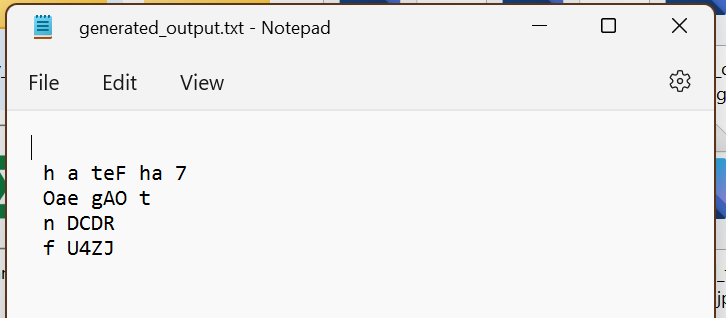 generated_output.txt - Notepad
File Edit View
h a teF ha 7
Oae gAO t
n DCDR
f U4ZJ